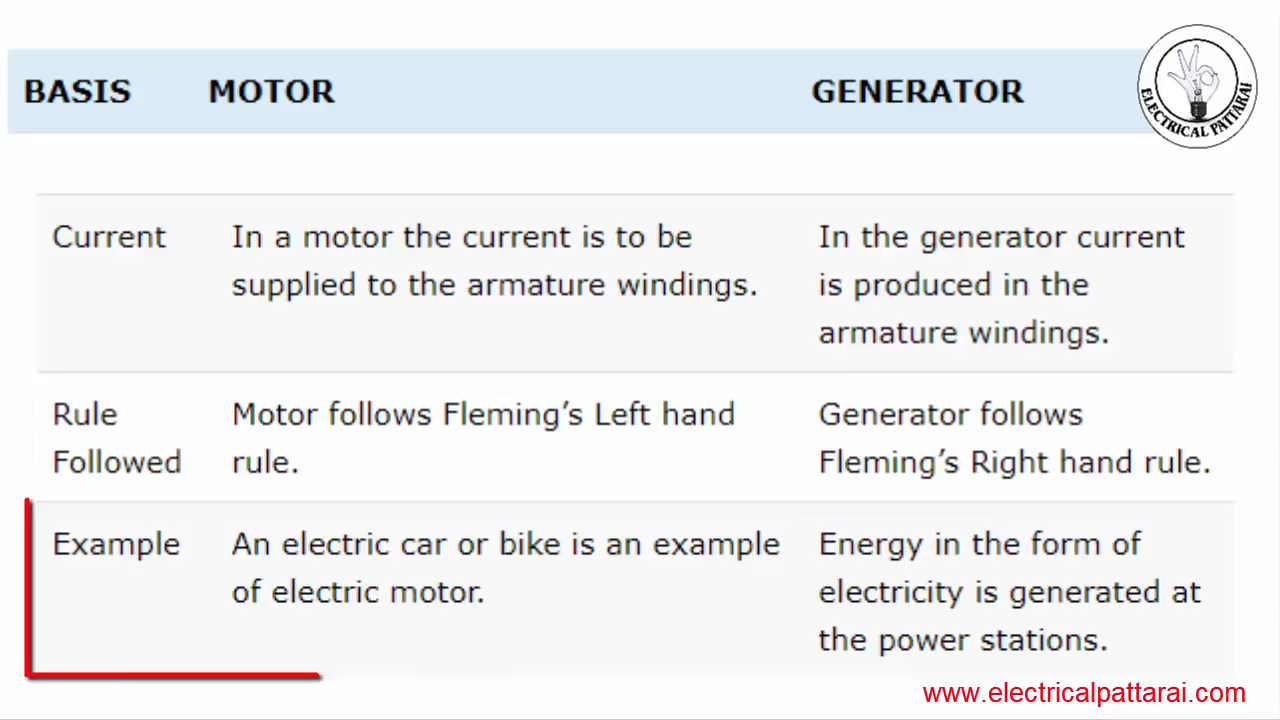 BASIS MOTOR GENERATOR
ELECTRICAL PATTARAI
Current In a motor the current is to be In the generator current
supplied to the armature windings. is produced in the
armature windings.
Rule Motor follows Fleming’s Left hand Generator follows
Followed rule. Fleming’s Right hand rule.
Example An electric car or bike is an example Energy in the form of
of electric motor. electricity is generated at
the power stations.
www.electricalpattarai.com